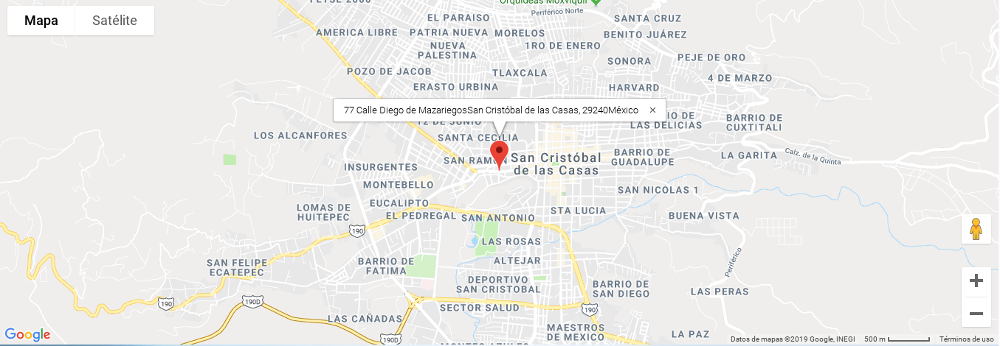 Orquídeas Moxviquil
Periférico Norte
Mapa
Satélite
EL PARAISO
SANTA CRUZ
AMERICA LIBRE
PATRIA NUEVA
MORELOS
BENITO JUÁREZ
NUEVA
PALESTINA
1RO DE ENERO
SONORA
PEJE DE ORO
POZO DE JACOB
TLAXCALA
4 DE MARZO
ERASTO URBINA
HARVARD
77 Calle Diego de MazariegosSan Cristóbal de las Casas, 29240México
12 DE JUNIO
BARRIO DE
LAS DELICIAS
BARRIO DE
CUXTITALI
LOS ALCANFORES
SANTA CECILIA
SAN RAMON
San Cristóbal
de las Casas
BARRIO DE
GUADALUPE
LA GARITA
Calz. de la Quinta
INSURGENTES
MONTEBELLO
SAN NICOLAS 1
EUCALIPTO
LOMAS DE
HUITEPEC
EL PEDREGAL
SAN ANTONIO
STA LUCIA
BUENA VISTA
190
LAS ROSAS
Periférico
SAN FELIPE
ECATEPEC
BARRIO DE
FATIMA
ALTEJAR
DEPORTIVO
SAN CRISTOBAL
BARRIO DE
SAN DIEGO
LAS PERAS
190
190D
SECTOR SALUD
190
LAS CAÑADAS
MAESTROS
DE MEXICO
LA PAZ
190D
Google
Datos de mapas ©2019 Google, INEGI
500 m
Términos de uso